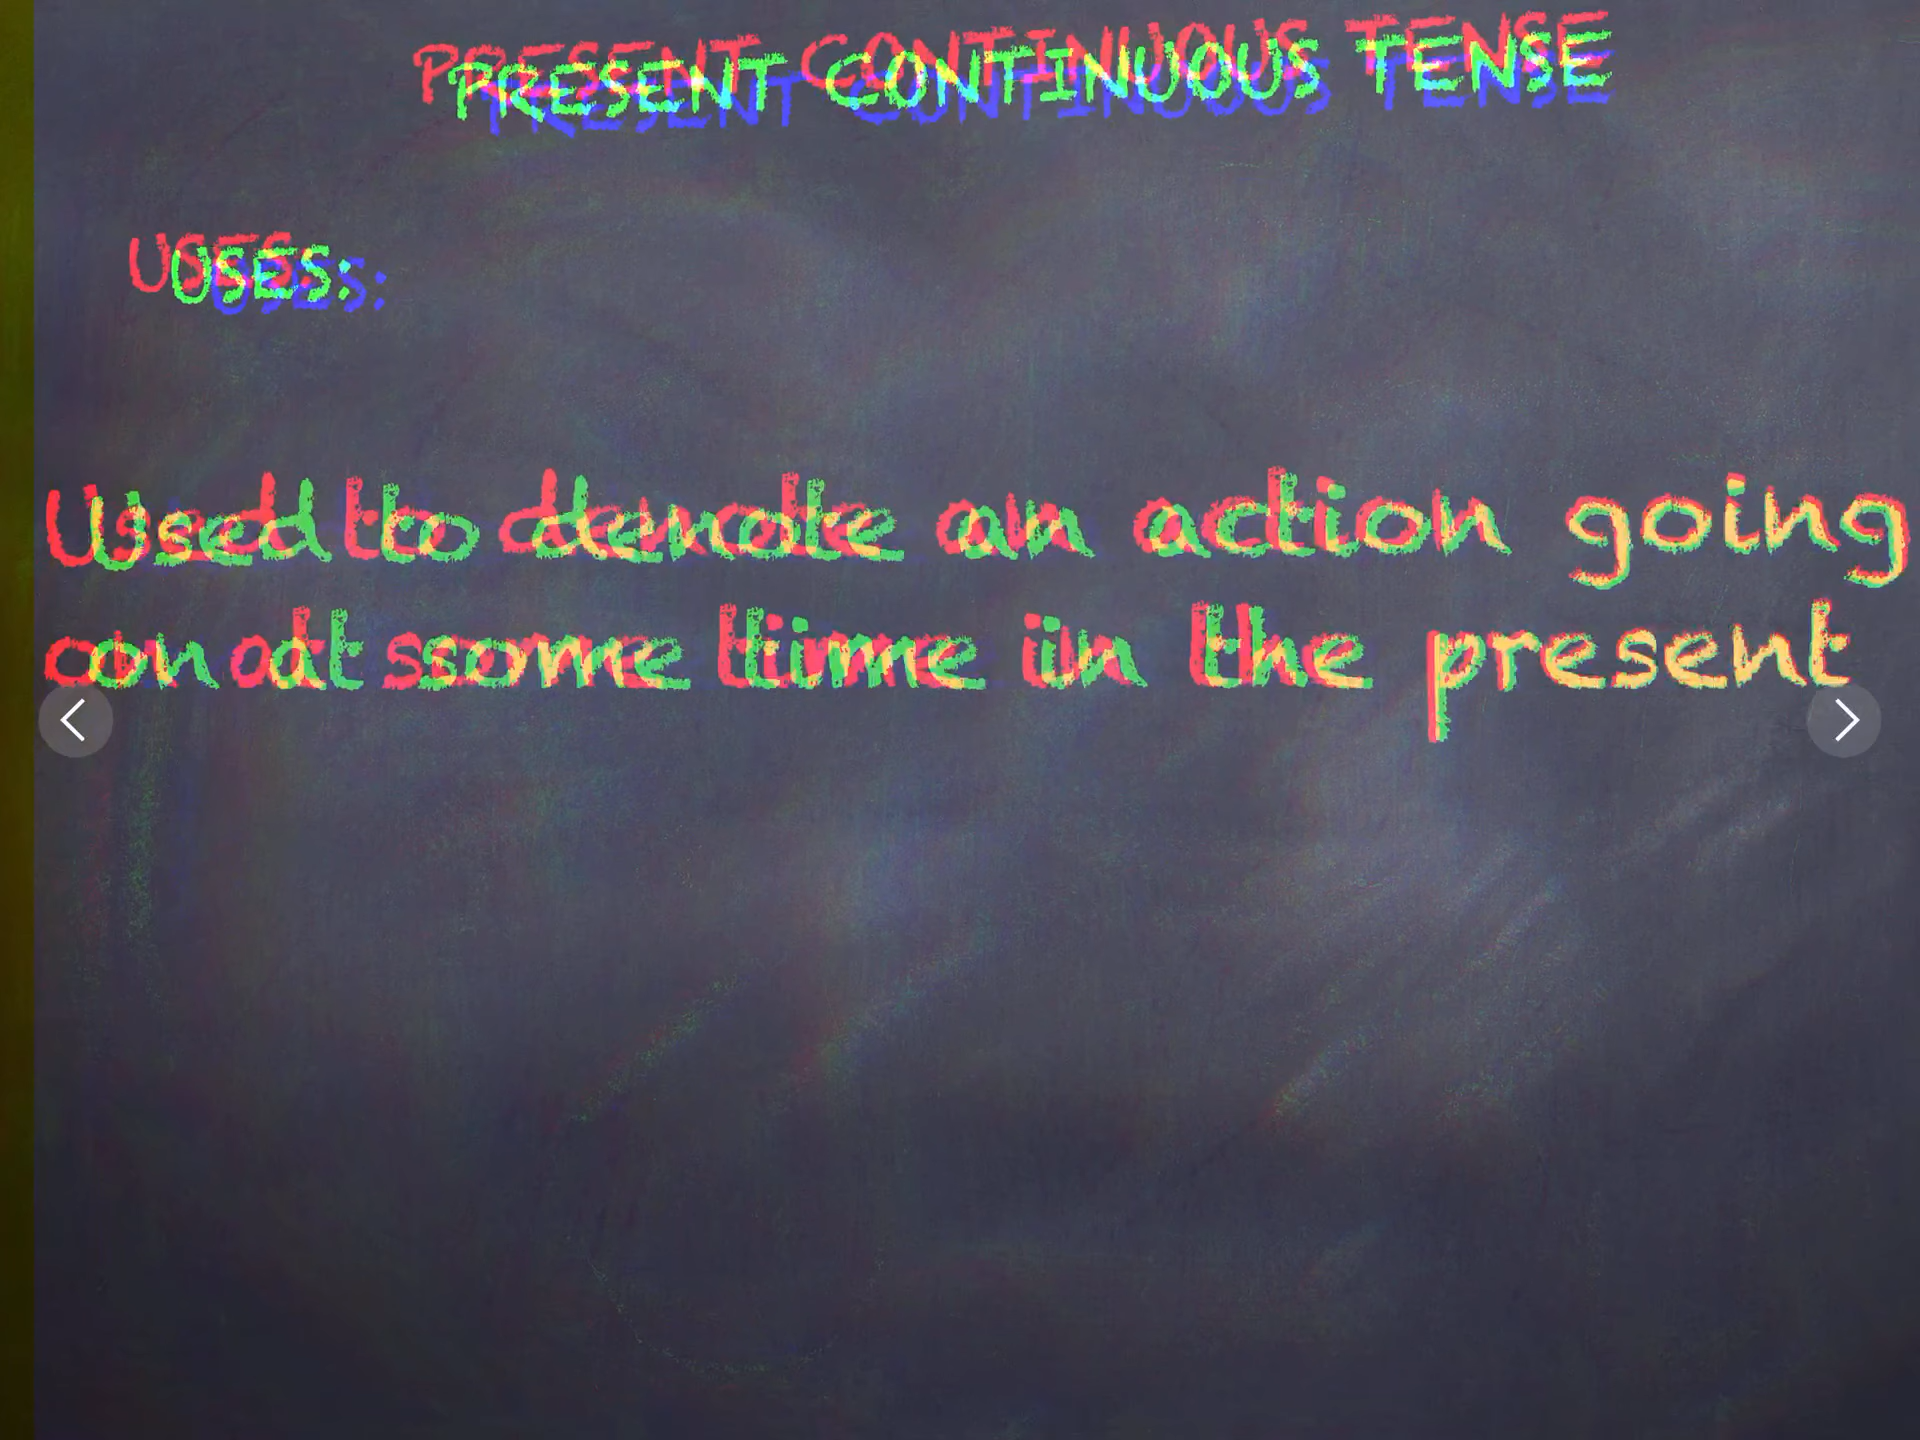 PRESENT CONTINUOUS TENSE
USES:
Used to denote an action going
on at some time in the present